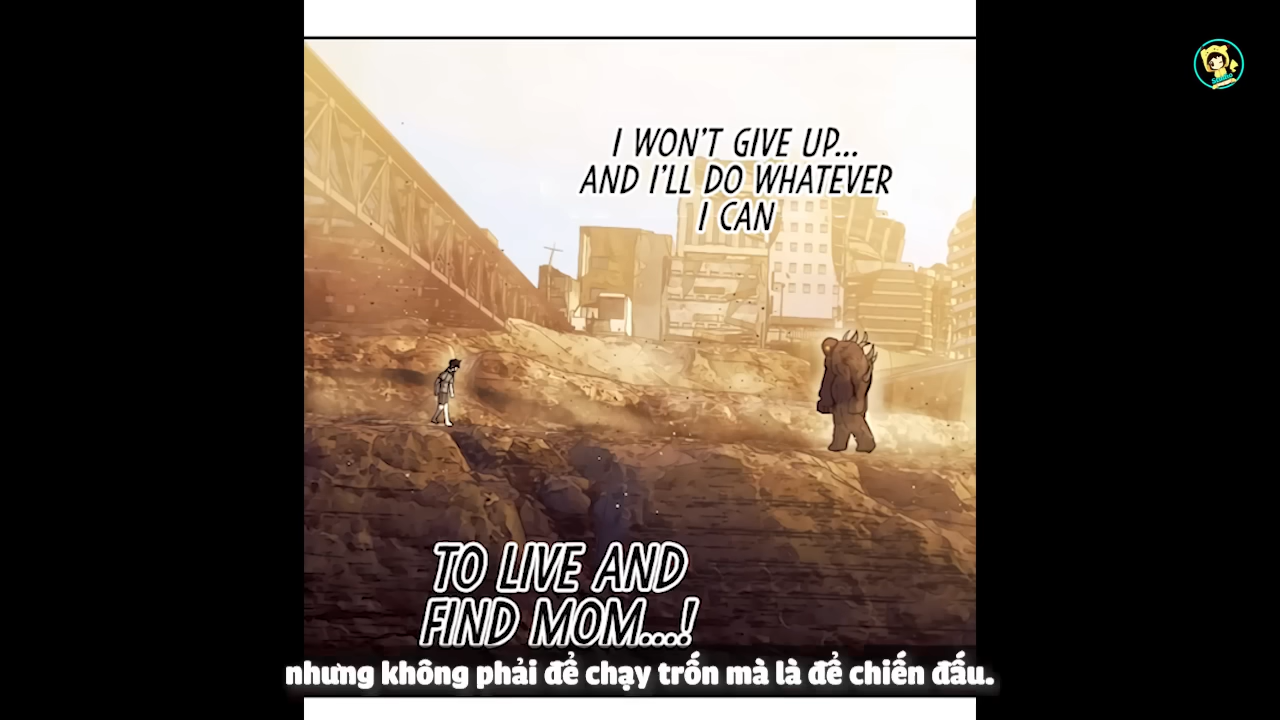 I WON'T GIVE UP...
AND I'LL DO WHATEVER
I CAN
TO LIVE AND
FIND MOM...!
nhưng không phải để chạy trốn mà là để chiến đấu.